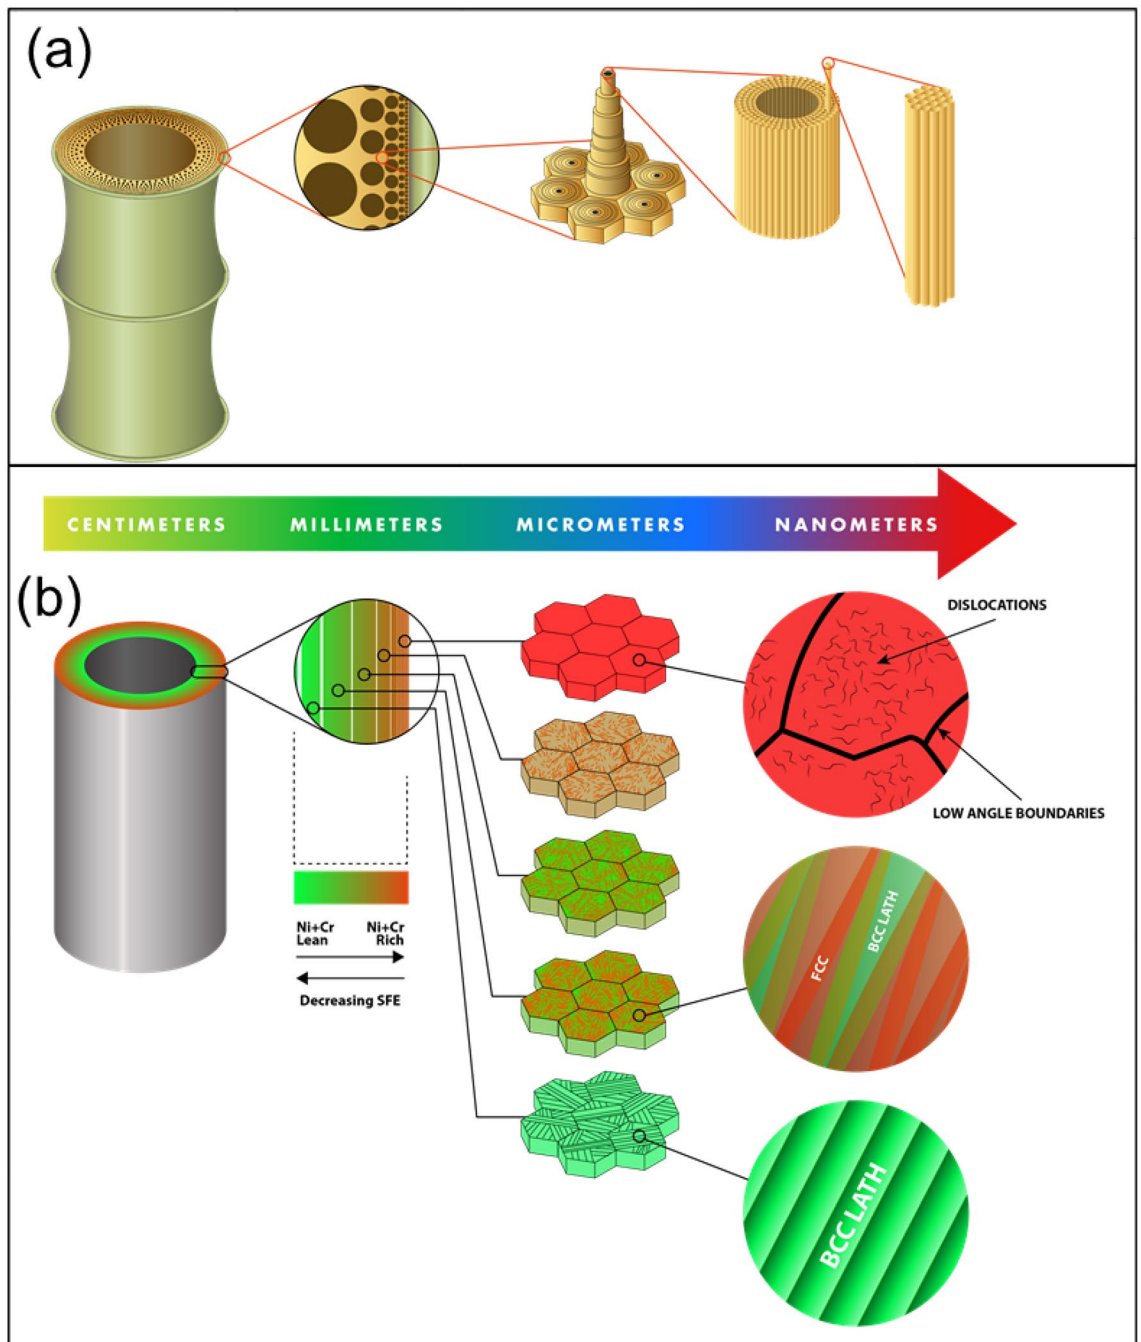 (a)
CENTIMETERS MILLIMETERS MICROMETERS NANOMETERS
(b)
DISLOCATIONS
LOW ANGLE BOUNDARIES
Ni+Cr
Lean
Ni+Cr
Rich
Decreasing SFE
FCC
BCC LATH
BCC LATH